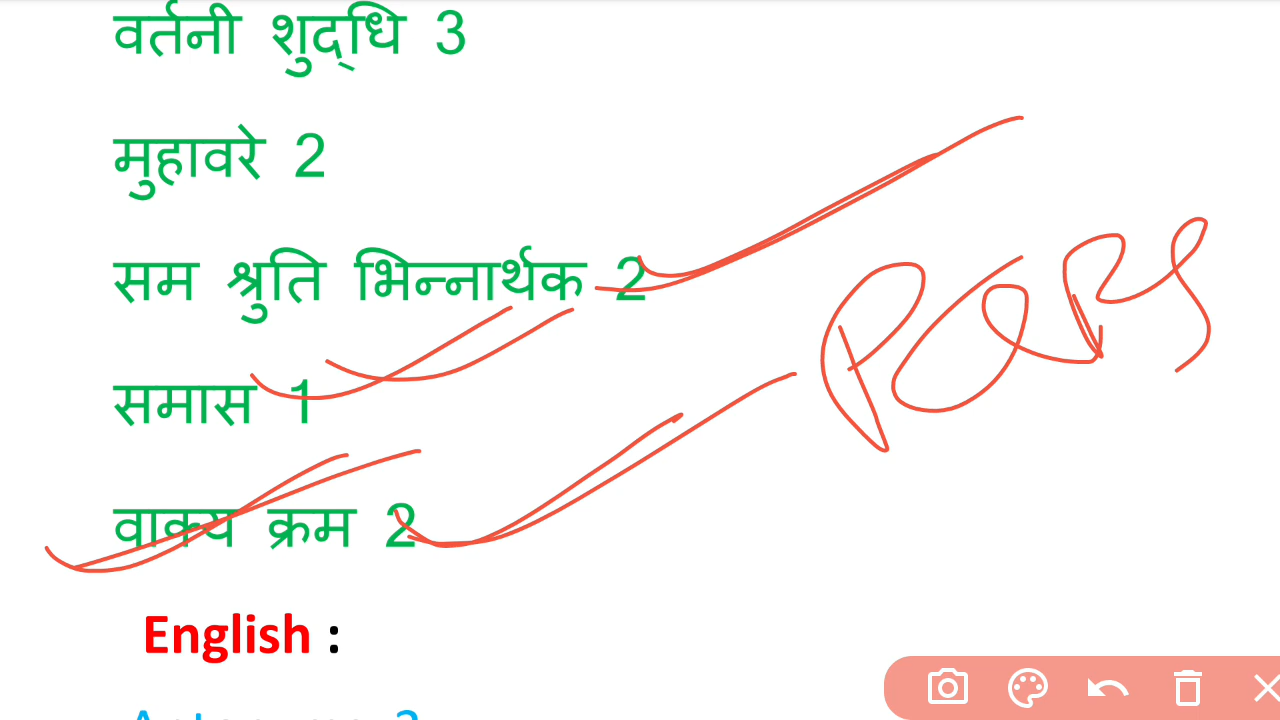 वर्तनी शुद्‌धि 3
मुहावरे 2
सम श्रुति भिन्नार्थक 2
समास 1
वाक्य क्रम 2
English :